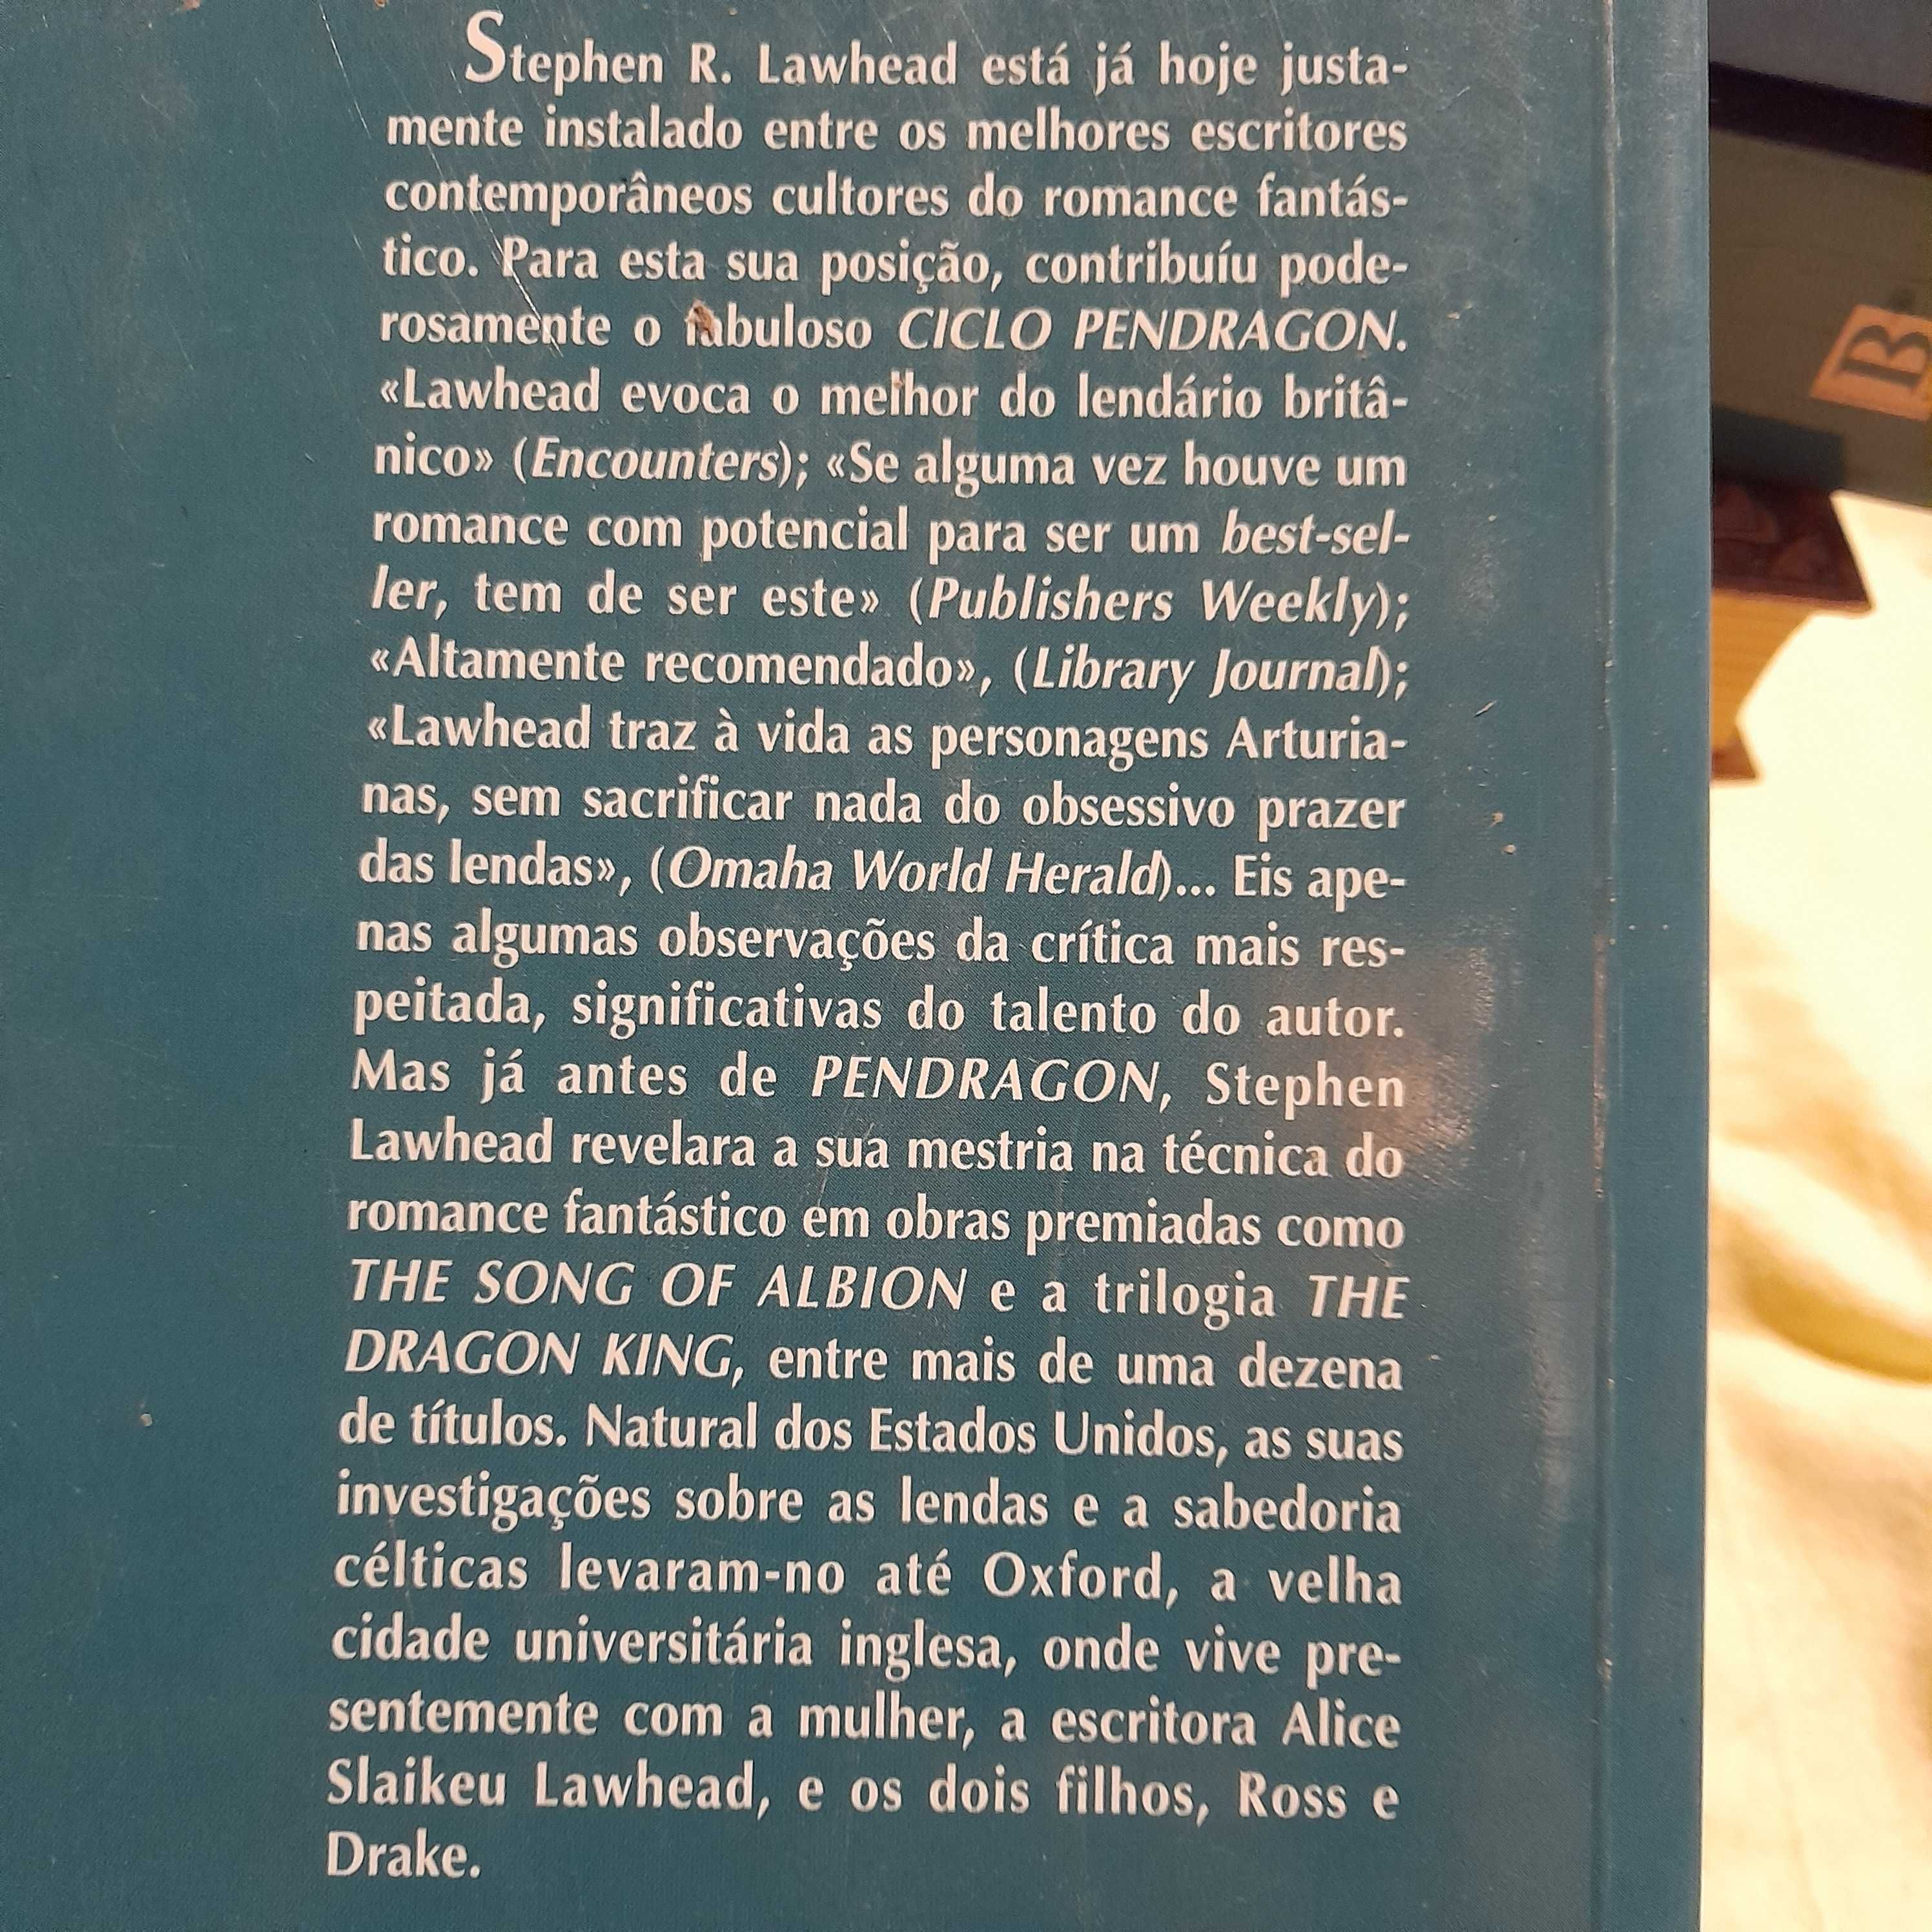 Stephen R. Lawhead está já hoje justa-
mente instalado entre os melhores escritores
contemporâneos cultores do romance fantás-
tico. Para esta sua posição, contribuíu pode-
rosamente o fabuloso CICLO PENDRAGON.
«Lawhead evoca o melhor do lendário britâ-
nico» (Encounters); «Se alguma vez houve um
romance com potencial para ser um best-sel-
ler, tem de ser este» (Publishers Weekly);
«Altamente recomendado», (Library Journal);
«Lawhead traz à vida as personagens Arturia-
nas, sem sacrificar nada do obsessivo prazer
das lendas», (Omaha World Herald)... Eis ape-
nas algumas observações da crítica mais res-
peitada, significativas do talento do autor.
Mas já antes de PENDRAGON, Stephen
Lawhead revelara a sua mestria na técnica do
romance fantástico em obras premiadas como
THE SONG OF ALBION e a trilogia THE
DRAGON KING, entre mais de uma dezena
de títulos. Natural dos Estados Unidos, as suas
investigações sobre as lendas e a sabedoria
célticas levaram-no até Oxford, a velha
cidade universitária inglesa, onde vive pre-
sentemente com a mulher, a escritora Alice
Slaikeu Lawhead, e os dois filhos, Ross e
Drake.
B